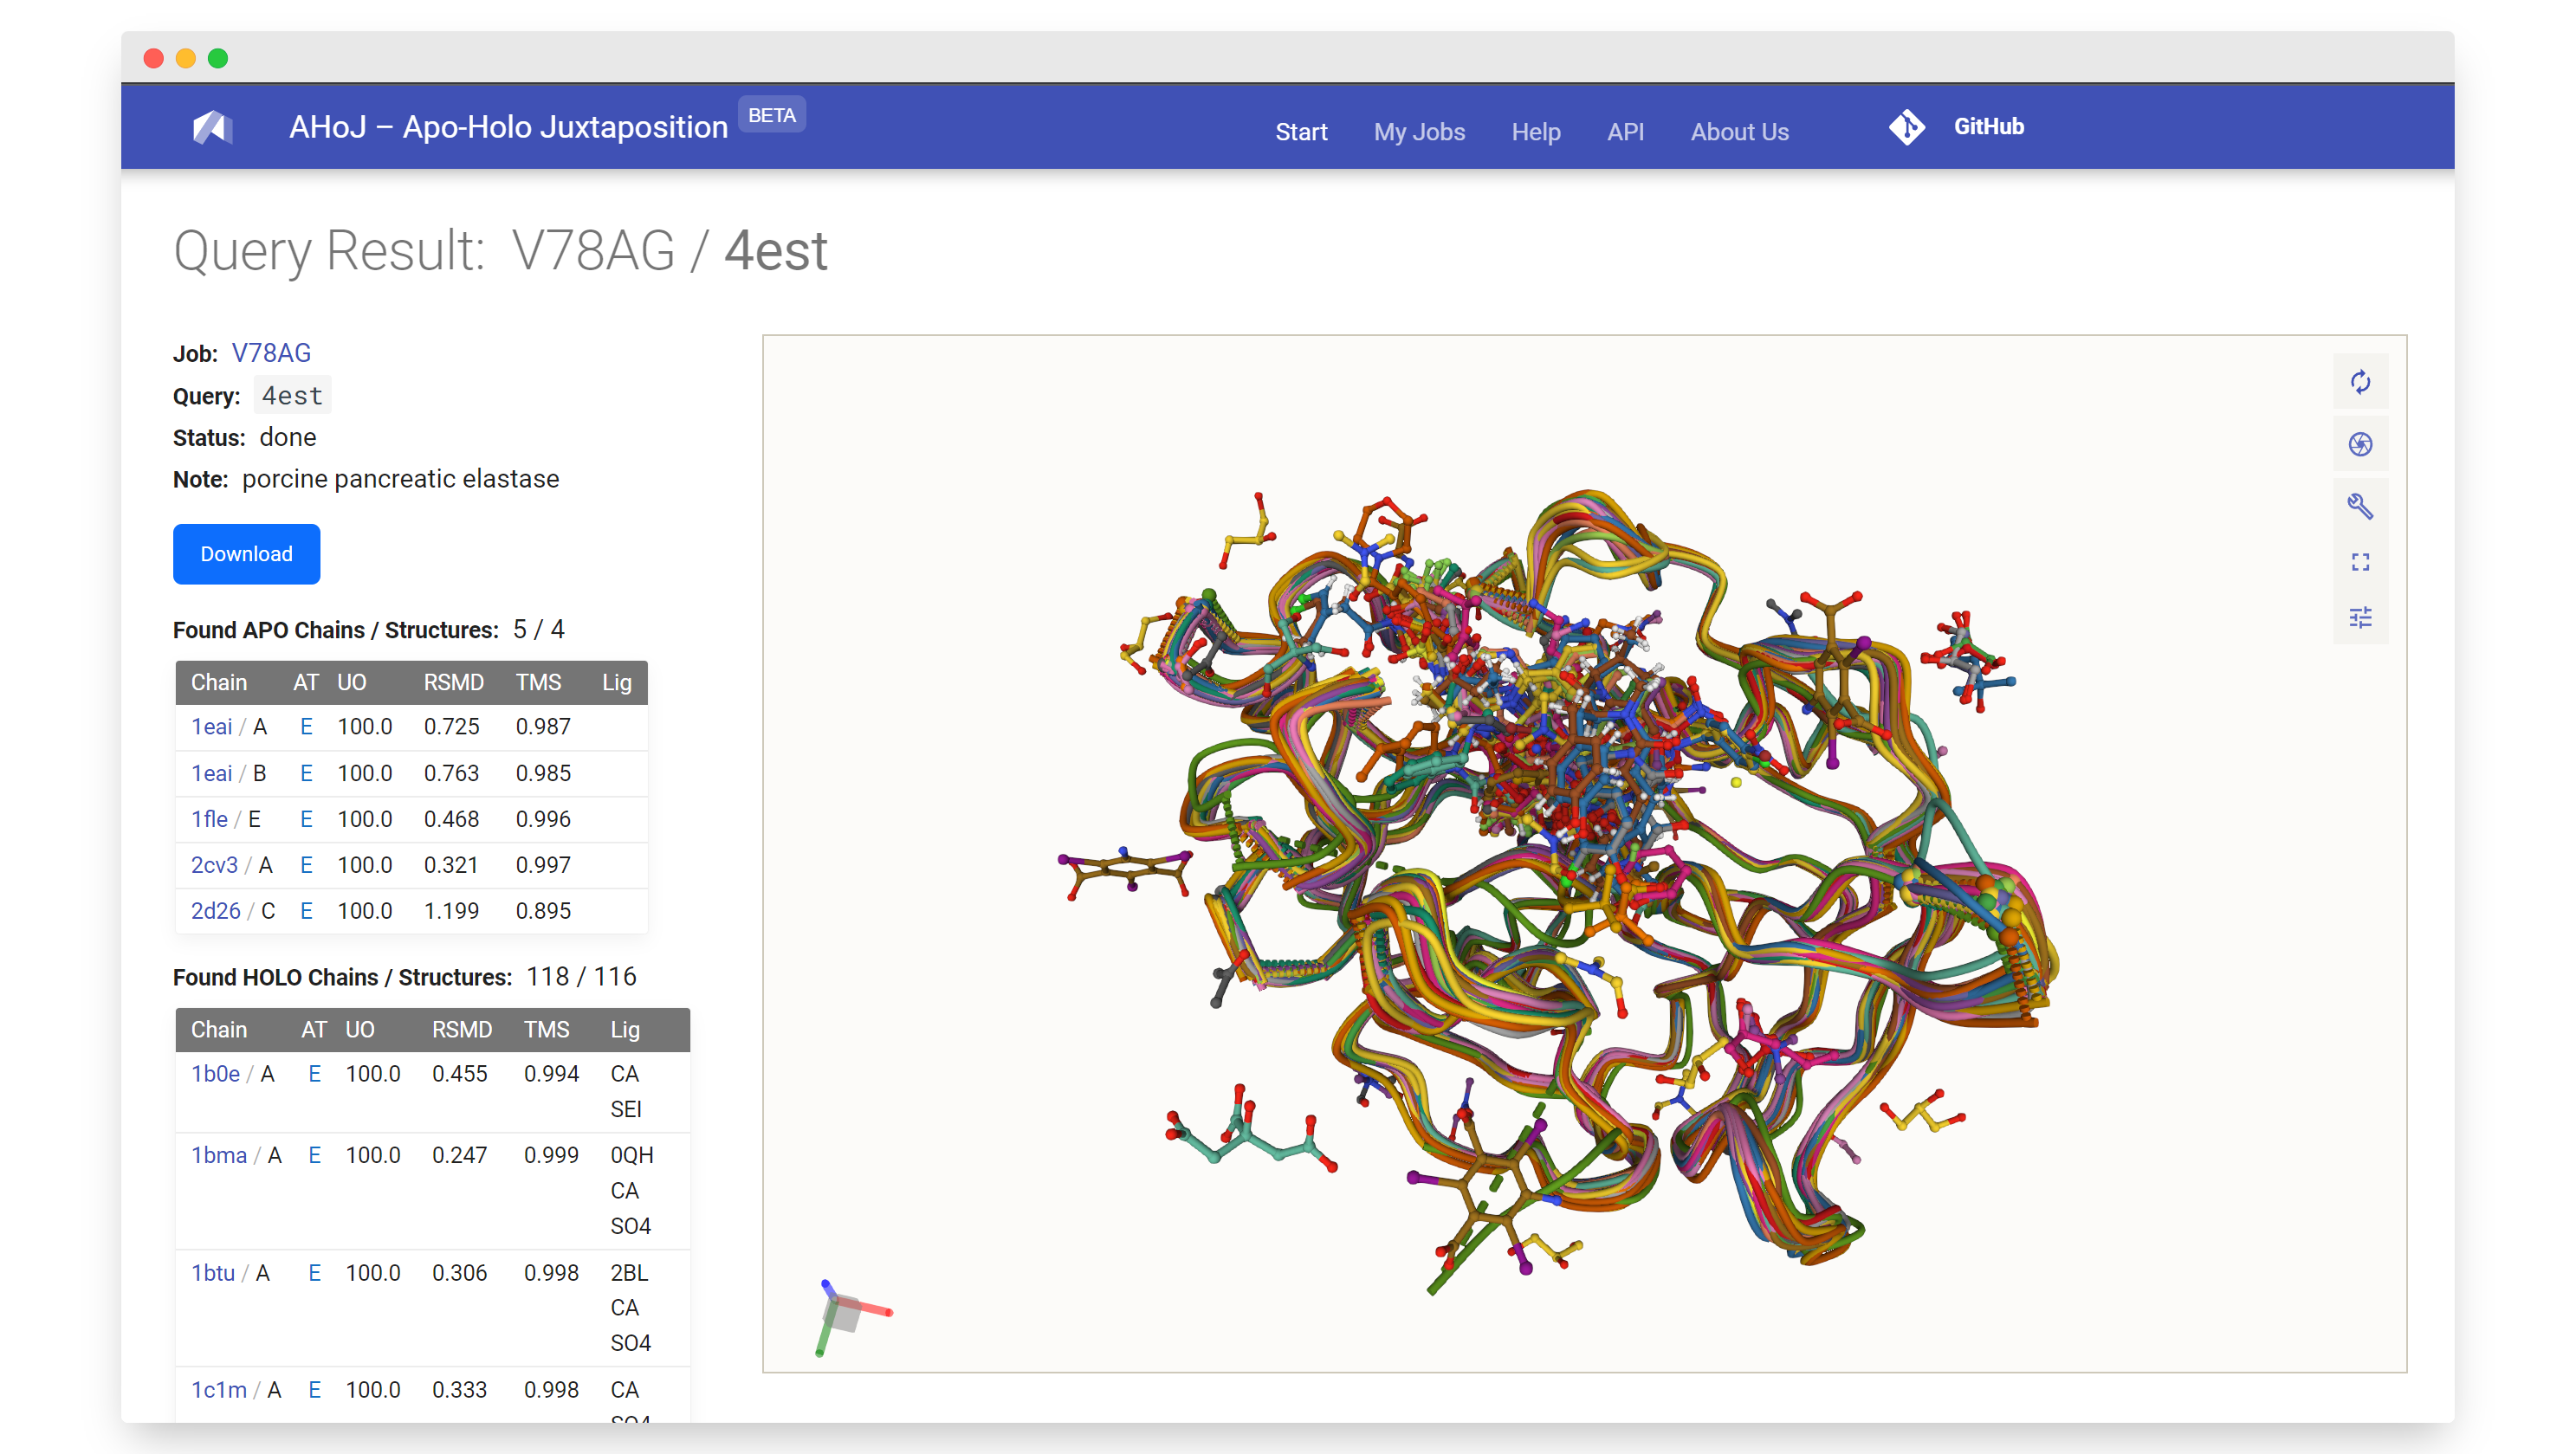 AHoJ – Apo-Holo Juxtaposition BETA Start My Jobs Help API About Us GitHub
Query Result: V78AG / 4est
Job: V78AG
Query: 4est
Status: done
Note: porcine pancreatic elastase
Download
Found APO Chains / Structures: 5 / 4
Chain AT UO RSMD TMS Lig
1eai / A E 100.0 0.725 0.987
1eai / B E 100.0 0.763 0.985
1fle / E E 100.0 0.468 0.996
2cv3 / A E 100.0 0.321 0.997
2d26 / C E 100.0 1.199 0.895
Found HOLO Chains / Structures: 118 / 116
Chain AT UO RSMD TMS Lig
1b0e / A E 100.0 0.455 0.994 CA
SEI
1bma / A E 100.0 0.247 0.999 0QH
CA
SO4
1btu / A E 100.0 0.306 0.998 2BL
CA
SO4
1c1m / A E 100.0 0.333 0.998 CA
SO4